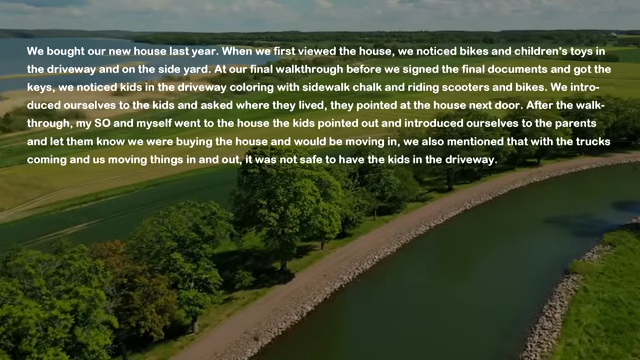 We bought our new house last year. When we first viewed the house, we noticed bikes and children's toys in
the driveway and on the side yard. At our final walkthrough before we signed the final documents and got the
keys, we noticed kids in the driveway coloring with sidewalk chalk and riding scooters and bikes. We intro-
duced ourselves to the kids and asked where they lived, they pointed at the house next door. After the walk-
through, my SO and myself went to the house the kids pointed out and introduced ourselves to the parents
and let them know we were buying the house and would be moving in, we also mentioned that with the trucks
coming and us moving things in and out, it was not safe to have the kids in the driveway.